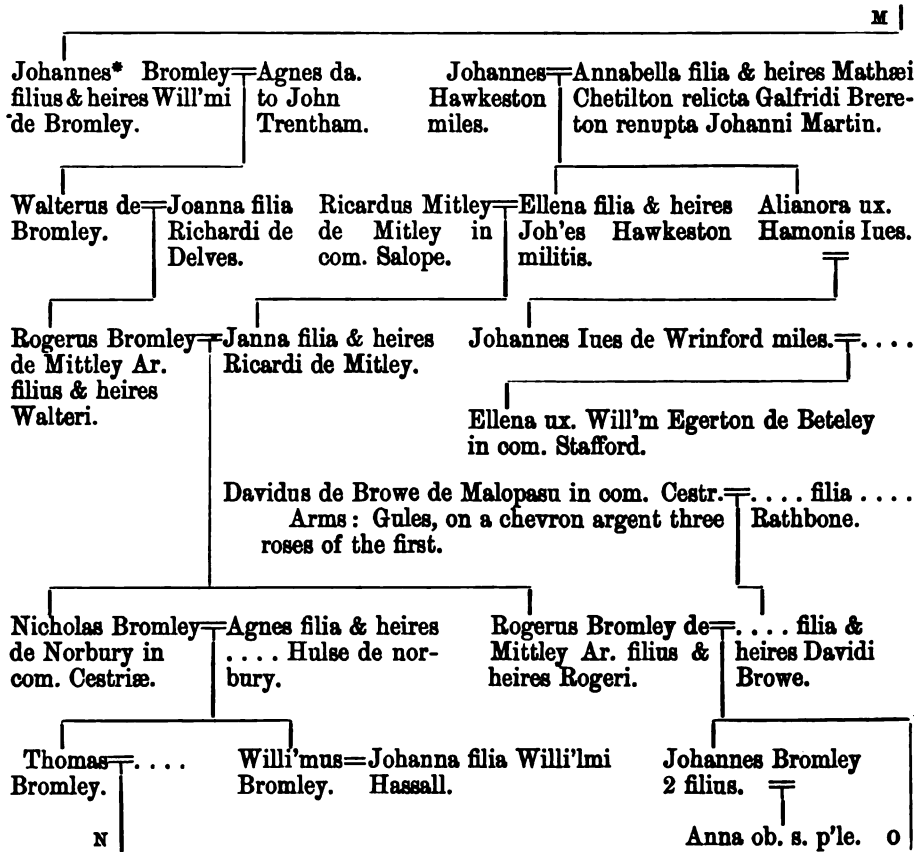 M
Johannes* Bromley=Agnes da.
filius & heires Will'mi to John
de Bromley. Trentham.
Johannes=Annabella filia & heires Mathæi
Hawkeston Chetilton relicta Galfridi Brere-
miles. ton renupta Johanni Martin.
Walterus de=Joanna filia
Bromley. Richardi de
Delves.
Ricardus Mitley=Ellena filia & heires
de Mitley in Joh'es Hawkeston
com. Salope. militis.
Alianora ux.
Hamonis Iues.
=
Rogerus Bromley=Janna filia & heires
de Mittley Ar. Ricardi de Mitley.
filius & heires
Walteri.
Johannes Iues de Wrinford miles.=. . . .
Ellena ux. Will'm Egerton de Beteley
in com. Stafford.
Davidus de Browe de Malopasu in com. Cestr.=. . . . filia . . . .
Arms: Gules, on a chevron argent three Rathbone.
roses of the first.
Nicholas Bromley=Agnes filia & heires
de Norbury in . . . . Hulse de nor-
com. Cestriæ. bury.
Rogerus Bromley de=. . . . filia &
Mittley Ar. filius & heires Davidi
heires Rogeri. Browe.
Thomas=. . . .
Bromley.
N
Willi'mus=Johanna filia Willi'lmi
Bromley. Hassall.
Johannes Bromley
2 filius. =
Anna ob. s. p'le. O